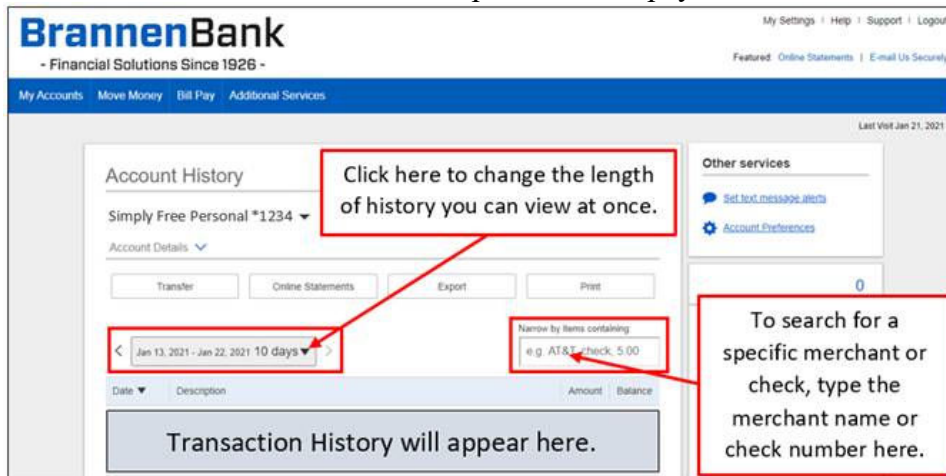 BrannenBank
- Financial Solutions Since 1926 -
My Settings | Help | Support | Logout
Featured: Online Statements | E-mail Us Securely
My Accounts Move Money Bill Pay Additional Services
Last Visit Jan 21, 2021
Account History
Simply Free Personal *1234
Account Details
Click here to change the length
of history you can view at once.
Other services
Set text message alerts
Account Preferences
Transfer Online Statements Export Print
0
Jan 13, 2021 - Jan 22, 2021 10 days
Narrow by items containing
e.g. AT&T, check, 5.00
To search for a
specific merchant or
check, type the
merchant name or
check number here.
Date Description Amount Balance
Transaction History will appear here.